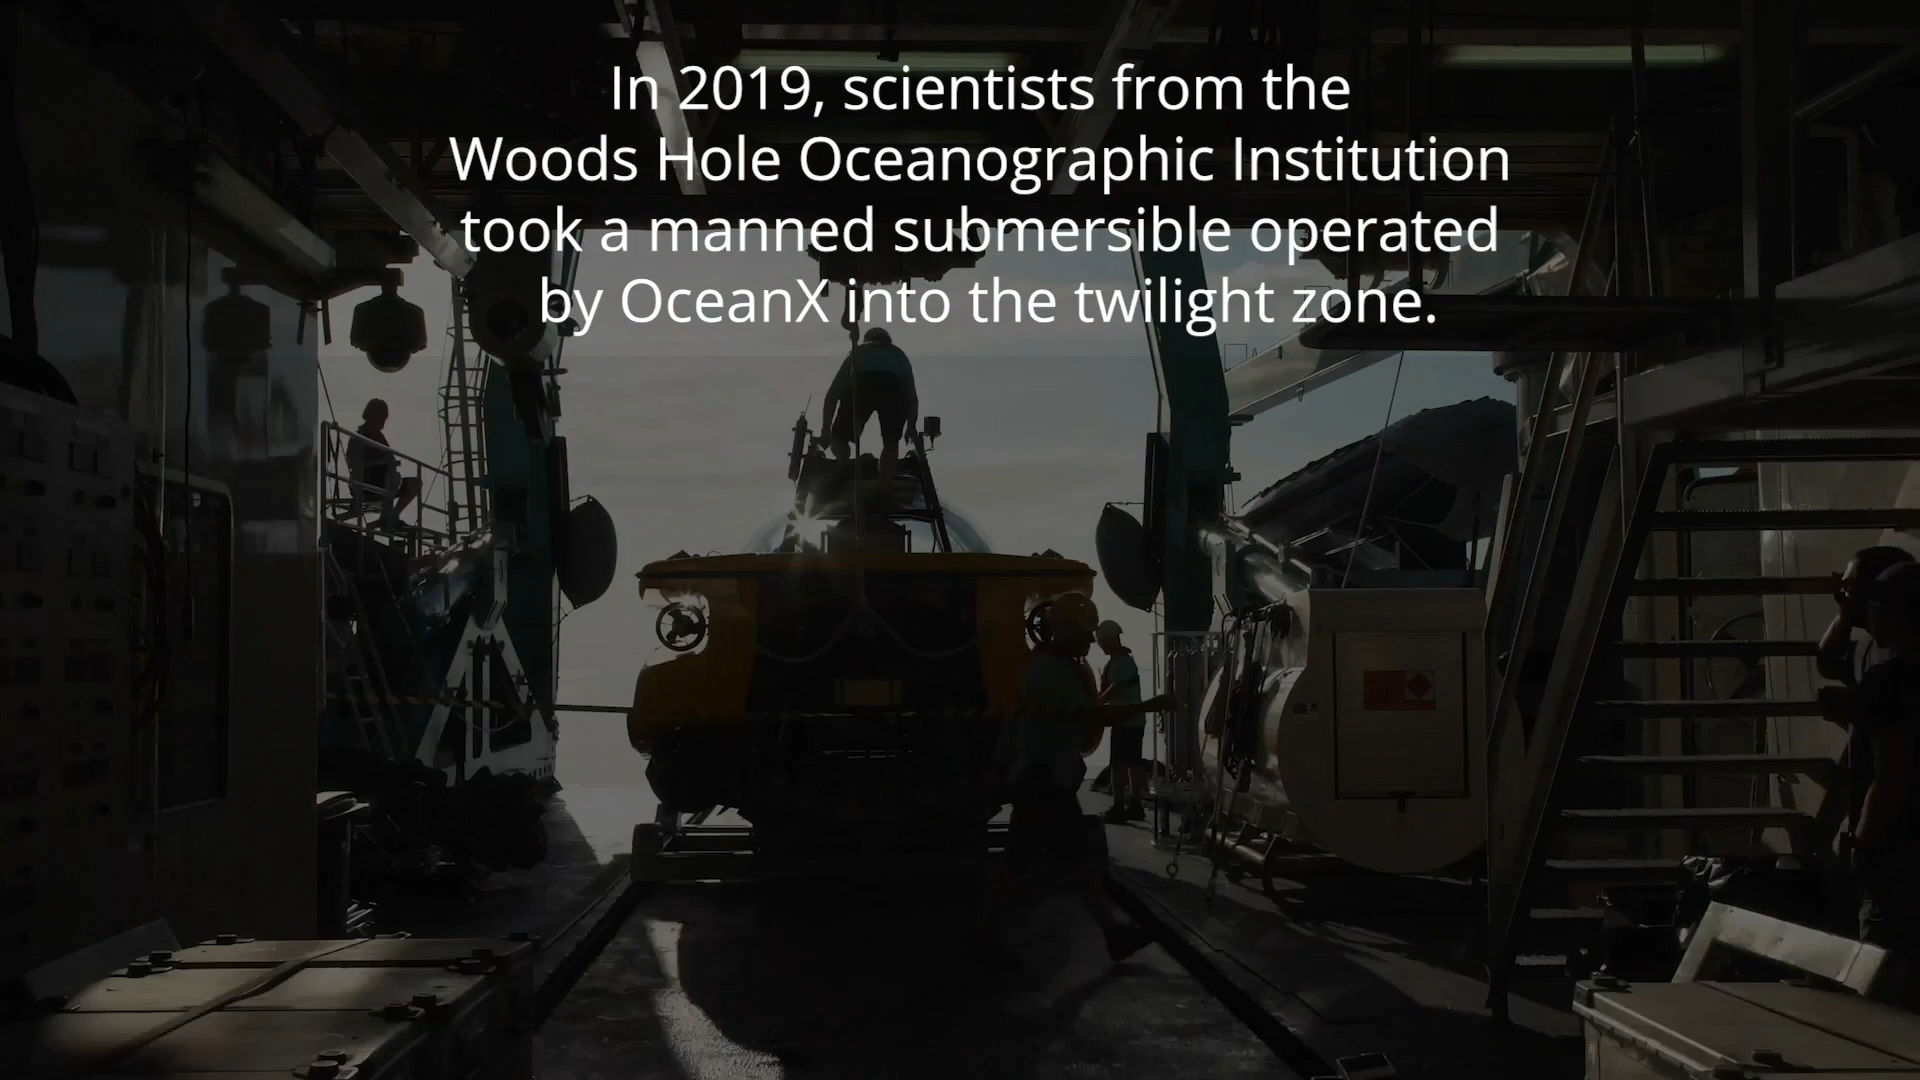 In 2019, scientists from the
Woods Hole Oceanographic Institution
took a manned submersible operated
by OceanX into the twilight zone.